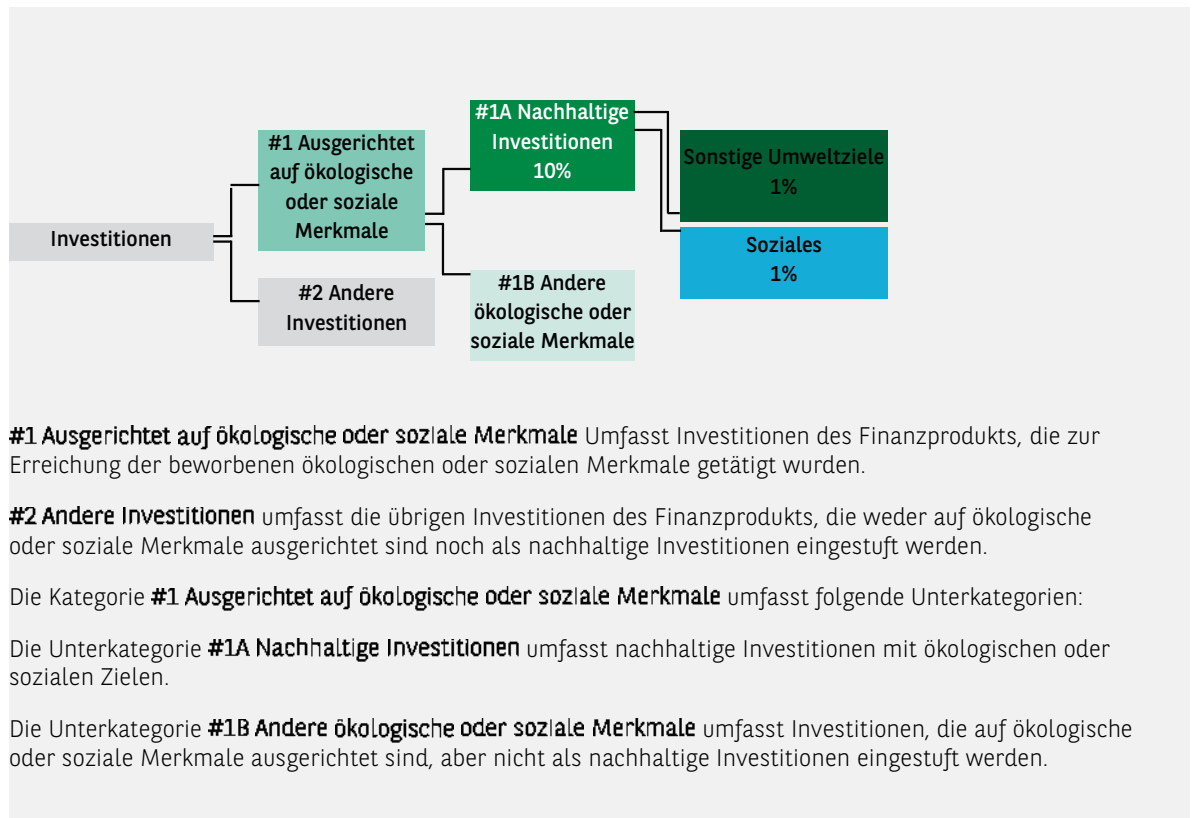 #1A Nachhaltige
Investitionen
10%
#1 Ausgerichtet
auf ökologische
oder soziale
Merkmale
Sonstige Umweltziele
1%
Investitionen
Soziales
1%
#2 Andere
Investitionen
#1B Andere
ökologische oder
soziale Merkmale
#1 Ausgerichtet auf ökologische oder soziale Merkmale Umfasst Investitionen des Finanzprodukts, die zur
Erreichung der beworbenen ökologischen oder sozialen Merkmale getätigt wurden.
#2 Andere Investitionen umfasst die übrigen Investitionen des Finanzprodukts, die weder auf ökologische
oder soziale Merkmale ausgerichtet sind noch als nachhaltige Investitionen eingestuft werden.
Die Kategorie #1 Ausgerichtet auf ökologische oder soziale Merkmale umfasst folgende Unterkategorien:
Die Unterkategorie #1A Nachhaltige Investitionen umfasst nachhaltige Investitionen mit ökologischen oder
sozialen Zielen.
Die Unterkategorie #1B Andere ökologische oder soziale Merkmale umfasst Investitionen, die auf ökologische
oder soziale Merkmale ausgerichtet sind, aber nicht als nachhaltige Investitionen eingestuft werden.